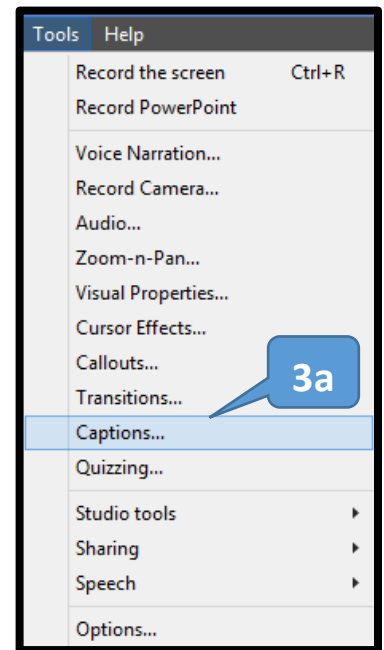 Tools Help
Record the screen Ctrl+R
Record PowerPoint
Voice Narration...
Record Camera...
Audio...
Zoom-n-Pan...
Visual Properties...
Cursor Effects...
Callouts...
3a
Transitions...
Captions...
Quizzing...
Studio tools
Sharing
Speech
Options...